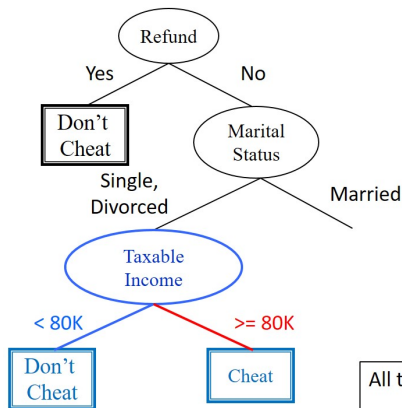 Refund
Yes
No
Don't
Cheat
Marital
Status
Single,
Divorced
Married
Taxable
Income
< 80K
>= 80K
Don't
Cheat
Cheat
All